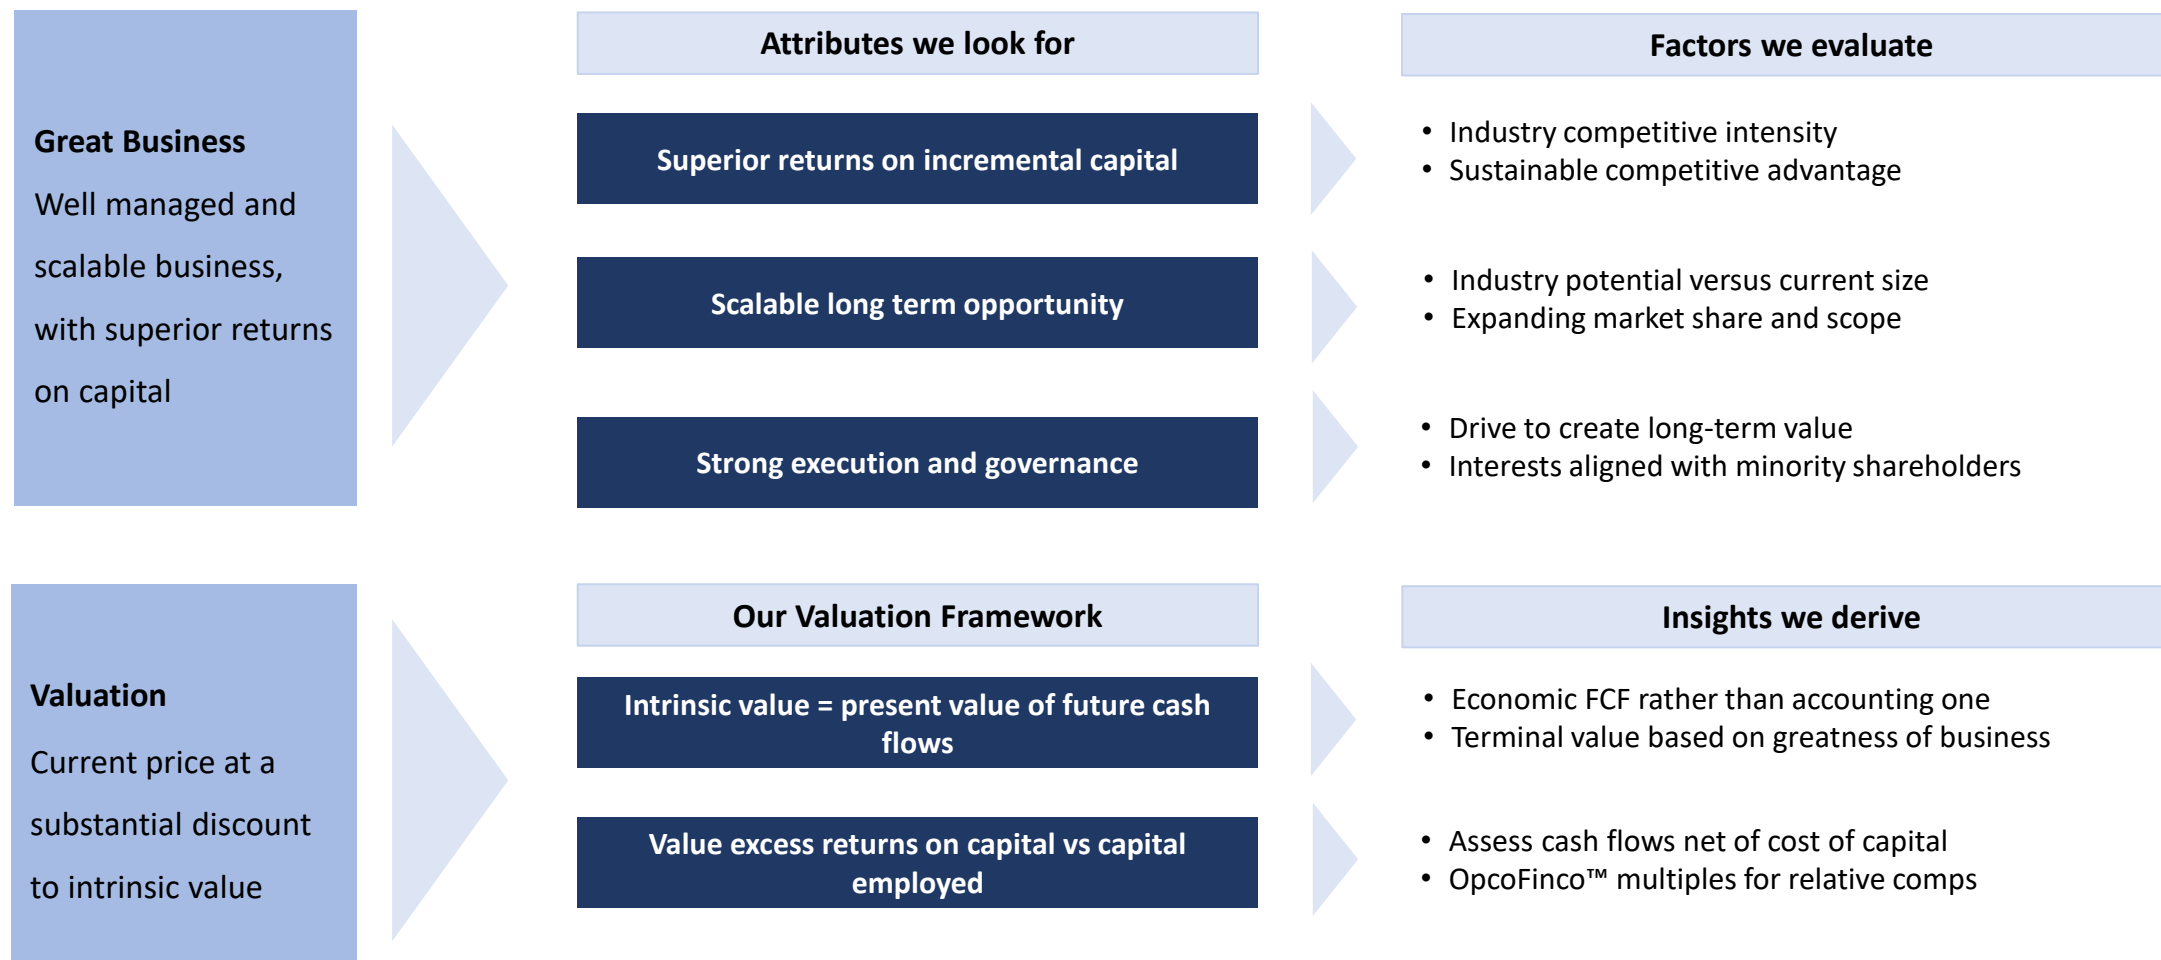 Great Business
Well managed and
scalable business,
with superior returns
on capital
Attributes we look for
Superior returns on incremental capital
Scalable long term opportunity
Strong execution and governance
Factors we evaluate
• Industry competitive intensity
• Sustainable competitive advantage
• Industry potential versus current size
• Expanding market share and scope
• Drive to create long-term value
• Interests aligned with minority shareholders
Valuation
Current price at a
substantial discount
to intrinsic value
Our Valuation Framework
Intrinsic value = present value of future cash
flows
Value excess returns on capital vs capital
employed
Insights we derive
• Economic FCF rather than accounting one
• Terminal value based on greatness of business
• Assess cash flows net of cost of capital
• OpcoFinco™ multiples for relative comps